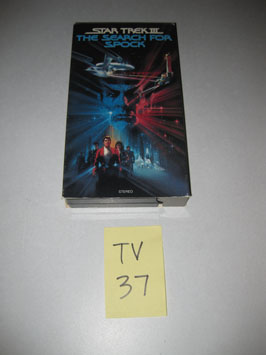 STAR TREK III
THE SEARCH FOR
SPOCK
STEREO
TV
37